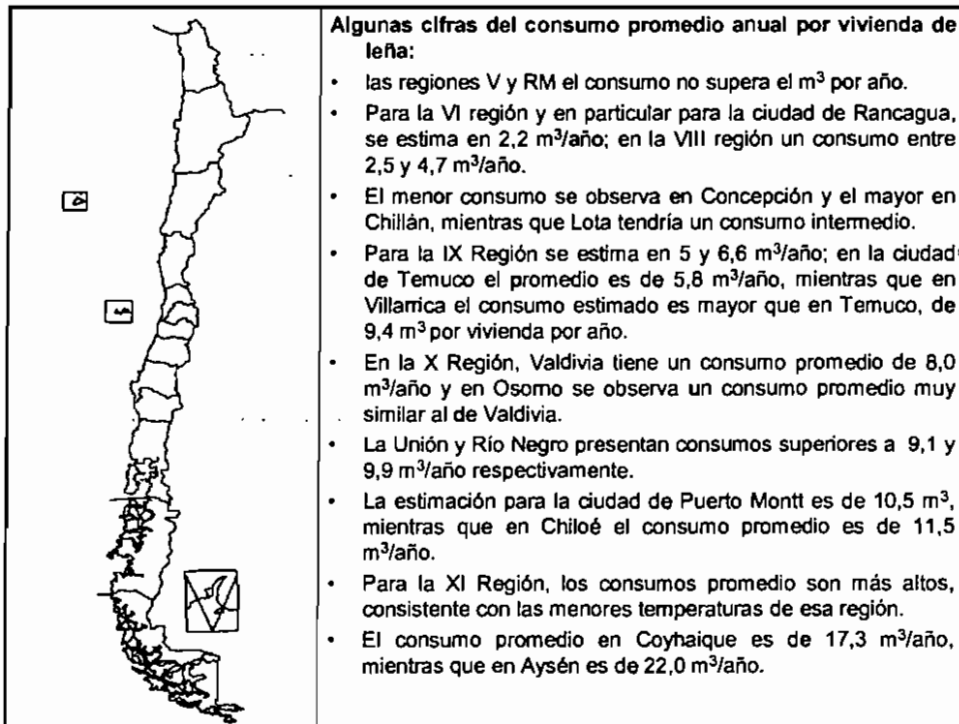 Algunas cifras del consumo promedio anual por vivienda de
leña:
• las regiones V y RM el consumo no supera el m³ por año.
• Para la VI región y en particular para la ciudad de Rancagua,
se estima en 2,2 m³/año; en la VIII región un consumo entre
2,5 y 4,7 m³/año.
• El menor consumo se observa en Concepción y el mayor en
Chillán, mientras que Lota tendría un consumo intermedio.
• Para la IX Región se estima en 5 y 6,6 m³/año; en la ciudad
de Temuco el promedio es de 5,8 m³/año, mientras que en
Villarrica el consumo estimado es mayor que en Temuco, de
9,4 m³ por vivienda por año.
• En la X Región, Valdivia tiene un consumo promedio de 8,0
m³/año y en Osorno se observa un consumo promedio muy
similar al de Valdivia.
• La Unión y Río Negro presentan consumos superiores a 9,1 y
9,9 m³/año respectivamente.
• La estimación para la ciudad de Puerto Montt es de 10,5 m³,
mientras que en Chiloé el consumo promedio es de 11,5
m³/año.
• Para la XI Región, los consumos promedio son más altos,
consistente con las menores temperaturas de esa región.
• El consumo promedio en Coyhaique es de 17,3 m³/año,
mientras que en Aysén es de 22,0 m³/año.